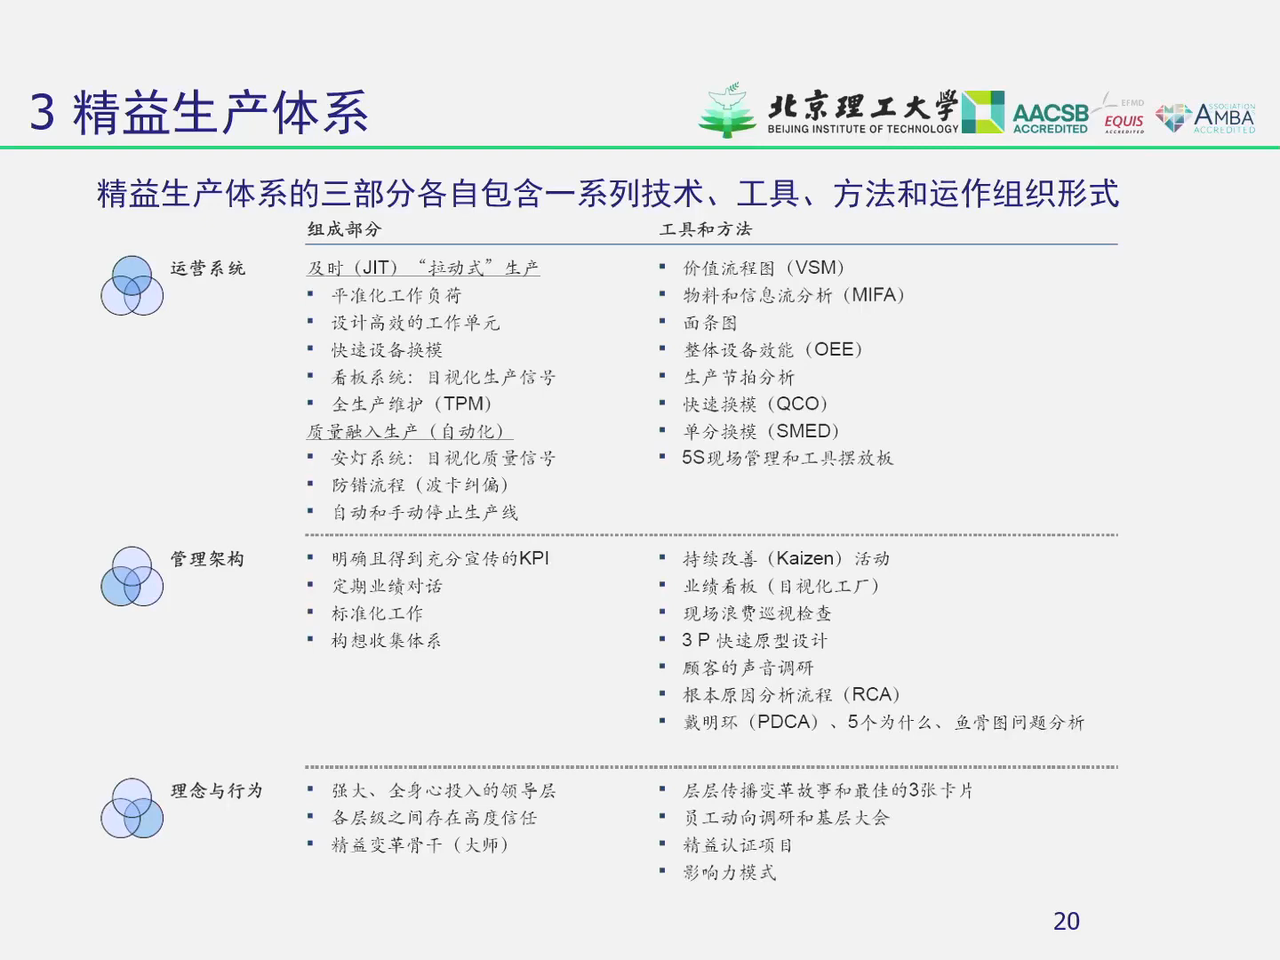 3 精益生产体系
北京理工大学
BEIJING INSTITUTE OF TECHNOLOGY
AACSB
ACCREDITED
EFMD
EQUIS
ACCREDITED
ASSOCIATION
AMBA
ACCREDITED
精益生产体系的三部分各自包含一系列技术、工具、方法和运作组织形式
组成部分
工具和方法
运营系统
及时（JIT）“拉动式”生产
平准化工作负荷
设计高效的工作单元
快速设备换模
看板系统：目视化生产信号
全生产维护（TPM）
质量融入生产（自动化）
安灯系统：目视化质量信号
防错流程（波卡纠偏）
自动和手动停止生产线
价值流程图（VSM）
物料和信息流分析（MIFA）
面条图
整体设备效能（OEE）
生产节拍分析
快速换模（QCO）
单分换模（SMED）
5S现场管理和工具摆放板
管理架构
明确且得到充分宣传的KPI
定期业绩对话
标准化工作
构想收集体系
持续改善（Kaizen）活动
业绩看板（目视化工厂）
现场浪费巡视检查
3 P 快速原型设计
顾客的声音调研
根本原因分析流程（RCA）
戴明环（PDCA）、5个为什么、鱼骨图问题分析
理念与行为
强大、全身心投入的领导层
各层级之间存在高度信任
精益变革骨干（大师）
层层传播变革故事和最佳的3张卡片
员工动向调研和基层大会
精益认证项目
影响力模式
20